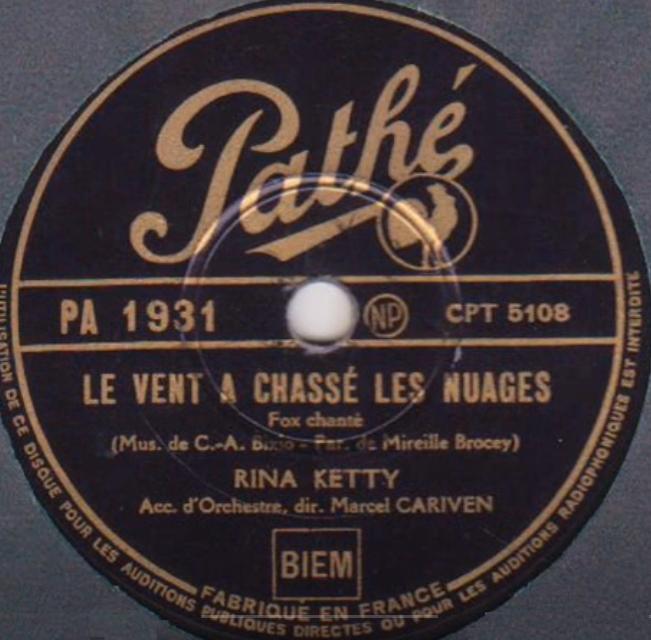 Pathé
PA 1931 NP CPT 5108
LE VENT A CHASSÉ LES NUAGES
Fox chanté
(Mus. de C.-A. Bixio - Par. de Mireille Brocey)
RINA KETTY
Acc. d'Orchestre, dir. Marcel CARIVEN
BIEM
FABRIQUÉ EN FRANCE
L'UTILISATION DE CE DISQUE POUR LES AUDITIONS PUBLIQUES DIRECTES OU POUR LES AUDITIONS RADIOPHONIQUES EST INTERDITE